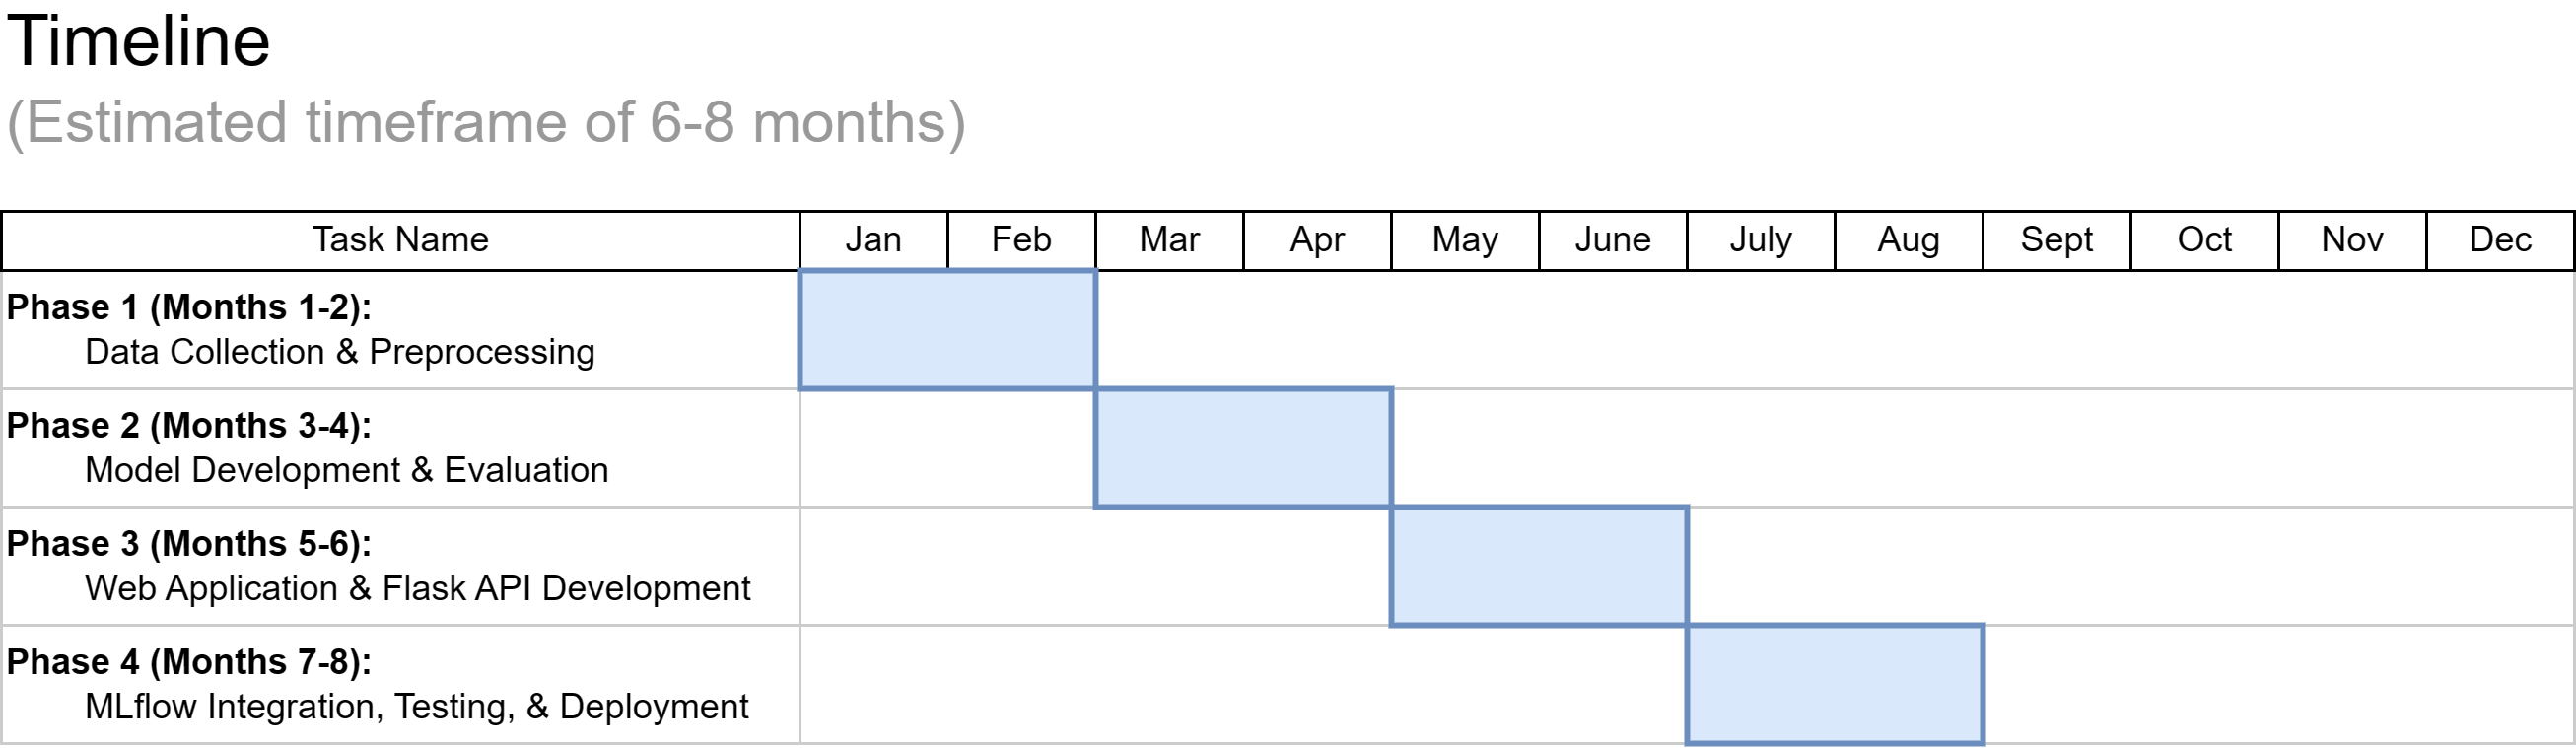 Timeline
(Estimated timeframe of 6-8 months)
Task Name Jan Feb Mar Apr May June July Aug Sept Oct Nov Dec
Phase 1 (Months 1-2):
Data Collection & Preprocessing
Phase 2 (Months 3-4):
Model Development & Evaluation
Phase 3 (Months 5-6):
Web Application & Flask API Development
Phase 4 (Months 7-8):
MLflow Integration, Testing, & Deployment